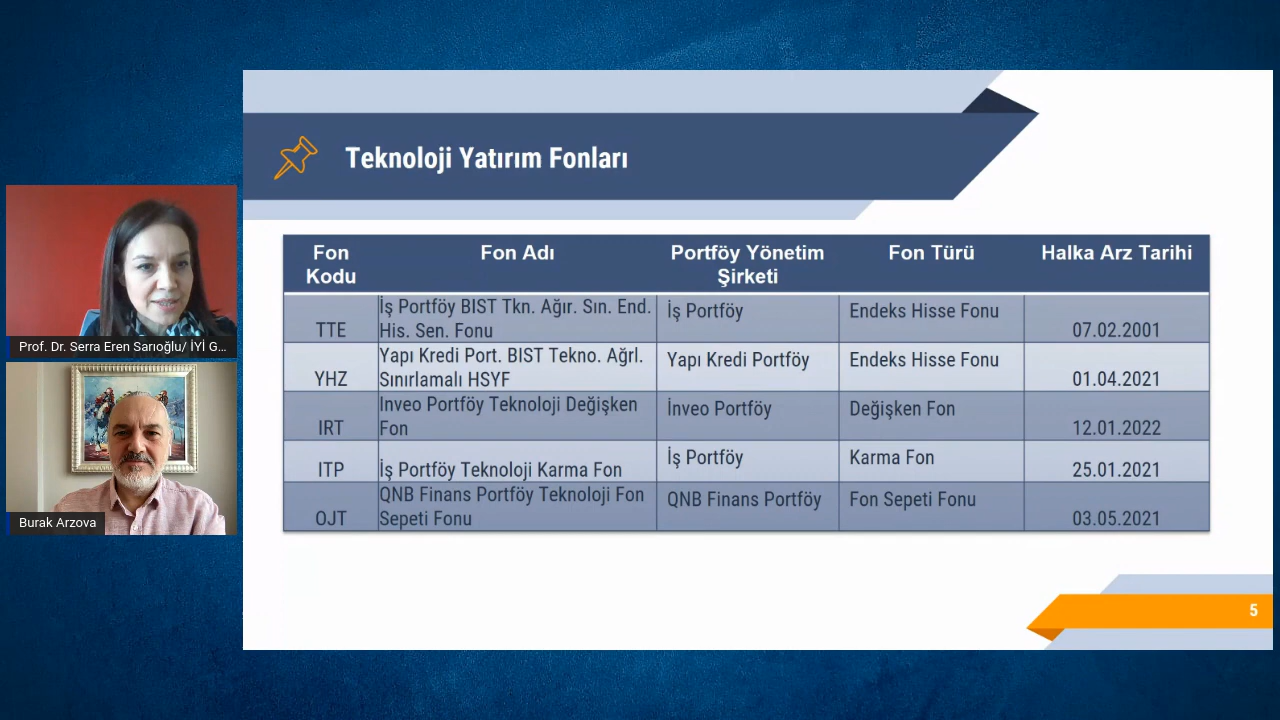 Teknoloji Yatırım Fonları
Fon Kodu
Fon Adı
Portföy Yönetim Şirketi
Fon Türü
Halka Arz Tarihi
TTE
İş Portföy BIST Tkn. Ağır. Sın. End.
His. Sen. Fonu
İş Portföy
Endeks Hisse Fonu
07.02.2001
YHZ
Yapı Kredi Port. BIST Tekno. Ağrl.
Sınırlamalı HSYF
Yapı Kredi Portföy
Endeks Hisse Fonu
01.04.2021
IRT
Inveo Portföy Teknoloji Değişken
Fon
İnveo Portföy
Değişken Fon
12.01.2022
ITP
İş Portföy Teknoloji Karma Fon
İş Portföy
Karma Fon
25.01.2021
OJT
QNB Finans Portföy Teknoloji Fon
Sepeti Fonu
QNB Finans Portföy
Fon Sepeti Fonu
03.05.2021
5
Prof. Dr. Serra Eren Sarıoğlu/ İYİ G...
Burak Arzova